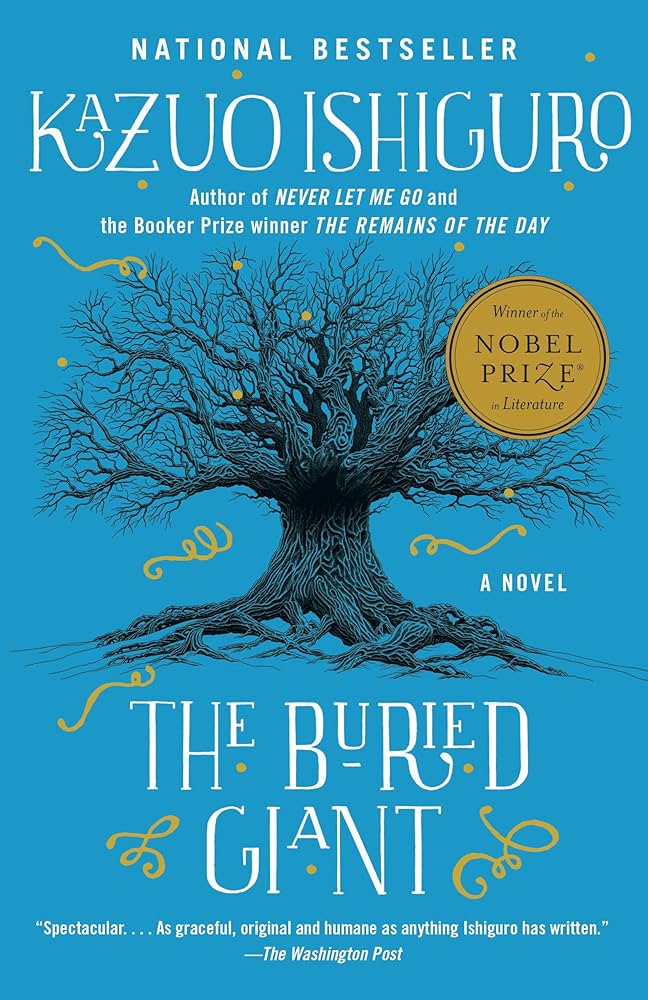 NATIONAL BESTSELLER
KAZUO ISHIGURO
Author of NEVER LET ME GO and
the Booker Prize winner THE REMAINS OF THE DAY
Winner of the
NOBEL
PRIZE®
in Literature
A NOVEL
THE BURIED
GIANT
“Spectacular. . . . As graceful, original and humane as anything Ishiguro has written.”
—The Washington Post